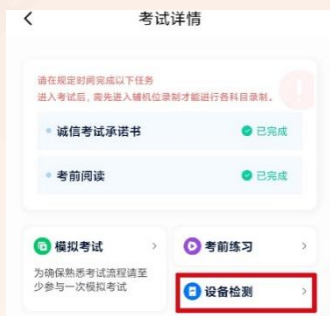 考试详情
请在规定时间完成以下任务
进入考试后，需先进入辅机位录制才能进行各科目录制。
诚信考试承诺书 已完成
考前阅读 已完成
模拟考试 考前练习
为确保熟悉考试流程请至
少参与一次模拟考试
设备检测